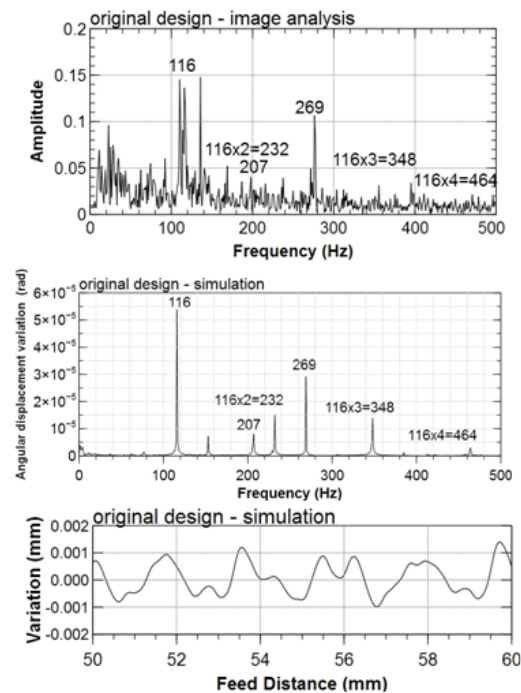 original design - image analysis
0.2
0.15
0.1
0.05
0
Amplitude
116
269
116x2=232
207
116x3=348
116x4=464
0 100 200 300 400 500
Frequency (Hz)
original design - simulation
6×10⁻⁵
5×10⁻⁵
4×10⁻⁵
3×10⁻⁵
2×10⁻⁵
1×10⁻⁵
0
Angular displacement variation (rad)
116
269
116x2=232
207
116x3=348
116x4=464
0 100 200 300 400 500
Frequency (Hz)
original design - simulation
0.002
0.001
0.000
-0.001
-0.002
Variation (mm)
50 52 54 56 58 60
Feed Distance (mm)